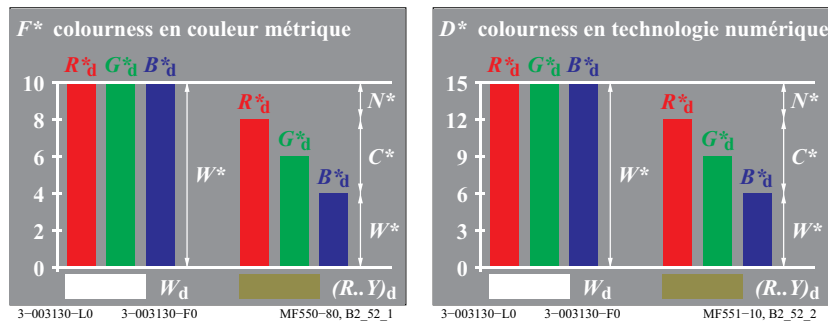 F* colourness en couleur métrique
R*d G*d B*d
10
8
6
4
2
0
W*
R*d
G*d
B*d
N*
C*
W*
Wd
(R..Y)d
3-003130-L0 3-003130-F0 MF550-80, B2_52_1
D* colourness en technologie numérique
R*d G*d B*d
15
12
9
6
3
0
W*
R*d
G*d
B*d
N*
C*
W*
Wd
(R..Y)d
3-003130-L0 3-003130-F0 MF551-10, B2_52_2